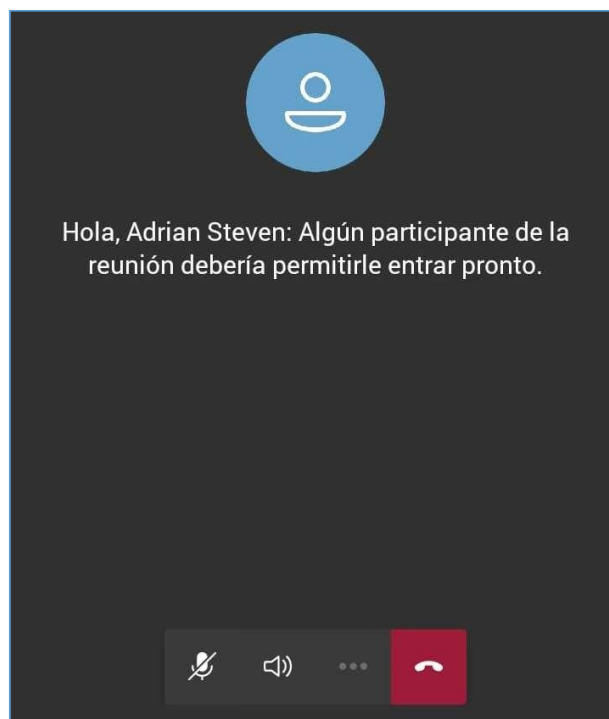 Hola, Adrian Steven: Algún participante de la
reunión debería permitirle entrar pronto.